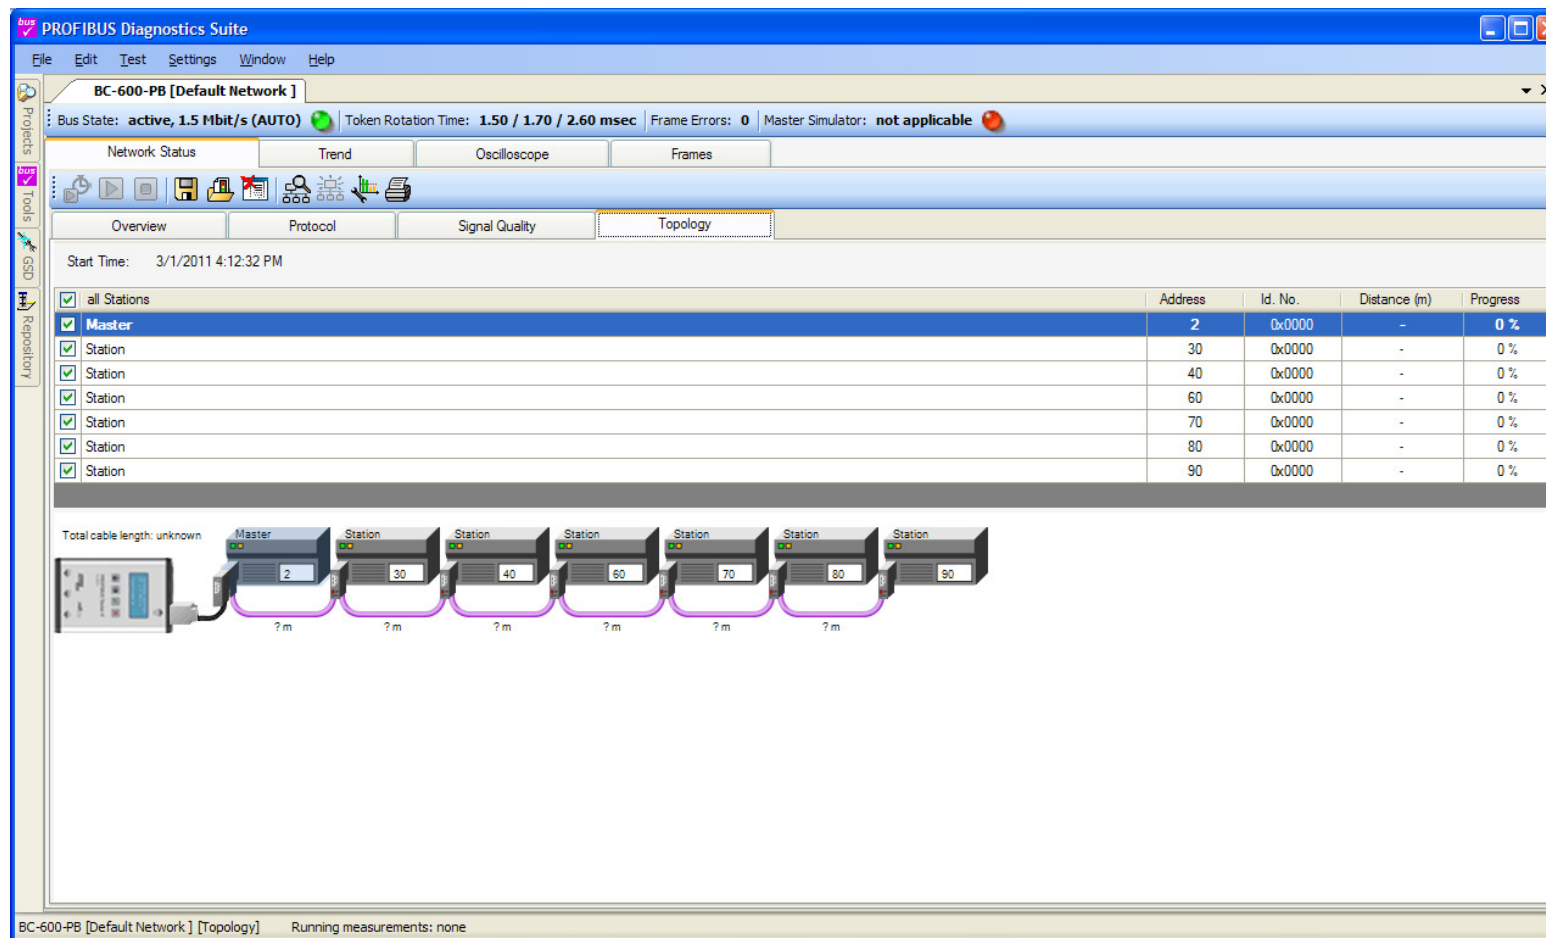 bus PROFIBUS Diagnostics Suite
File Edit Test Settings Window Help
BC-600-PB [Default Network ]
Bus State: active, 1.5 Mbit/s (AUTO) Token Rotation Time: 1.50 / 1.70 / 2.60 msec Frame Errors: 0 Master Simulator: not applicable
Projects
bus Tools
GSD
Repository
Network Status Trend Oscilloscope Frames
Overview Protocol Signal Quality Topology
Start Time: 3/1/2011 4:12:32 PM
all Stations Address Id. No. Distance (m) Progress
Master 2 0x0000 - 0 %
Station 30 0x0000 - 0 %
Station 40 0x0000 - 0 %
Station 60 0x0000 - 0 %
Station 70 0x0000 - 0 %
Station 80 0x0000 - 0 %
Station 90 0x0000 - 0 %
Total cable length: unknown Master Station Station Station Station Station Station
2 30 40 60 70 80 90
? m ? m ? m ? m ? m ? m
BC-600-PB [Default Network ] [Topology] Running measurements: none